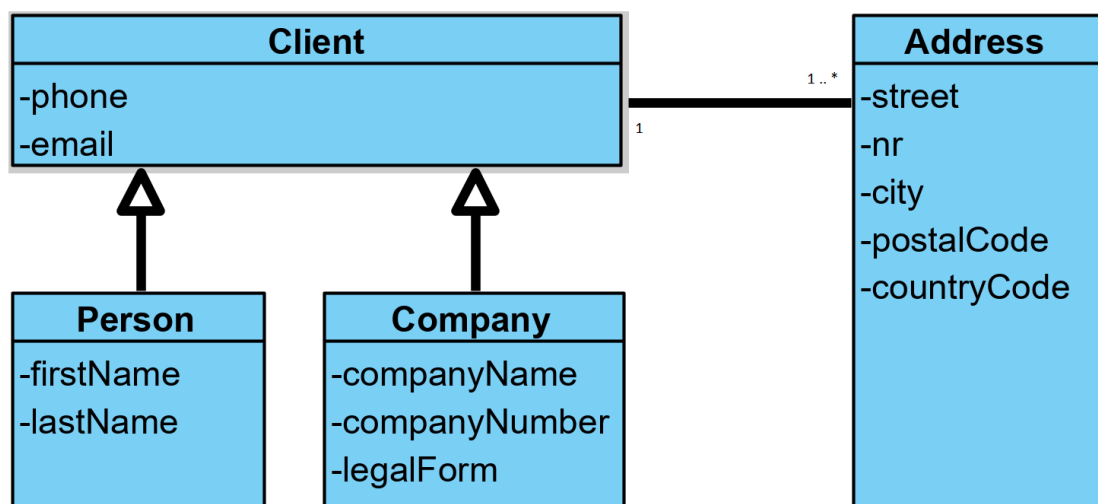 Client
-phone
-email
1 .. *
1
Address
-street
-nr
-city
-postalCode
-countryCode
Person
-firstName
-lastName
Company
-companyName
-companyNumber
-legalForm